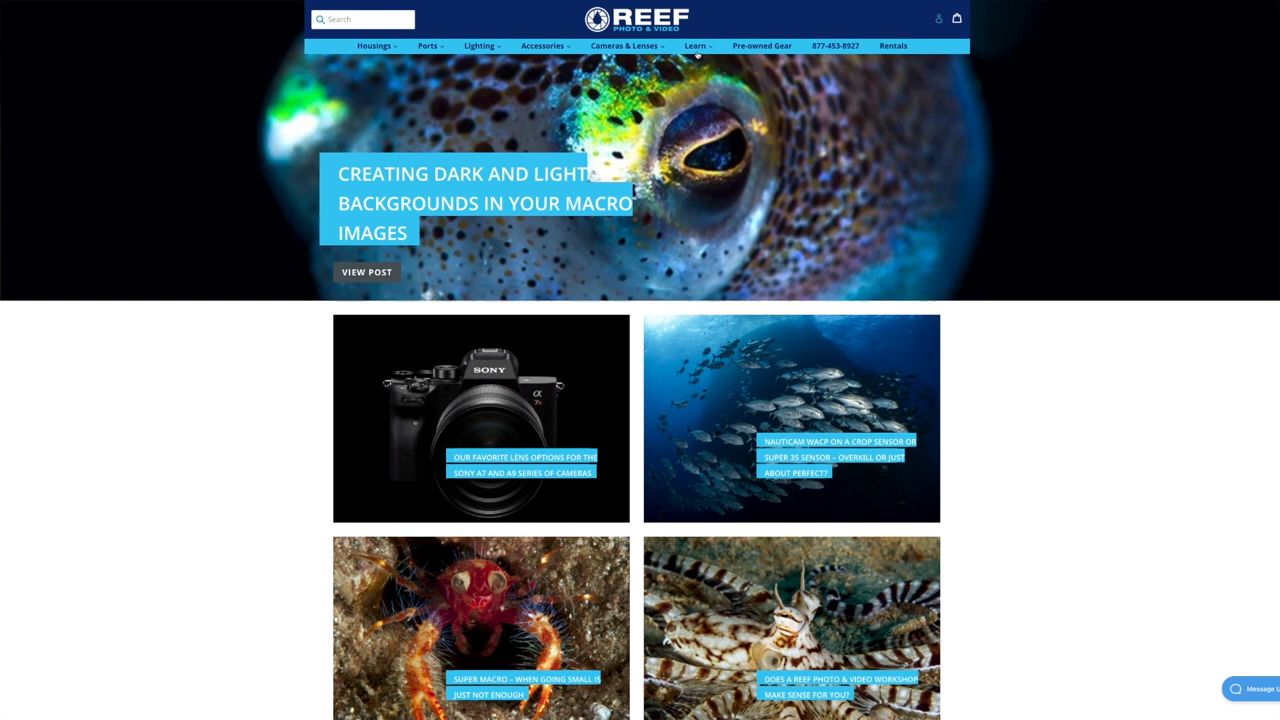 Search
REEF
PHOTO & VIDEO
Housings
Ports
Lighting
Accessories
Cameras & Lenses
Learn
Pre-owned Gear
877-453-8927
Rentals
CREATING DARK AND LIGHT
BACKGROUNDS IN YOUR MACRO
IMAGES
VIEW POST
SONY
α
7R
OUR FAVORITE LENS OPTIONS FOR THE
SONY A7 AND A9 SERIES OF CAMERAS
NAUTICAM WACP ON A CROP SENSOR OR
SUPER 35 SENSOR – OVERKILL OR JUST
ABOUT PERFECT?
SUPER MACRO – WHEN GOING SMALL IS
JUST NOT ENOUGH
DOES A REEF PHOTO & VIDEO WORKSHOP
MAKE SENSE FOR YOU?
Message U